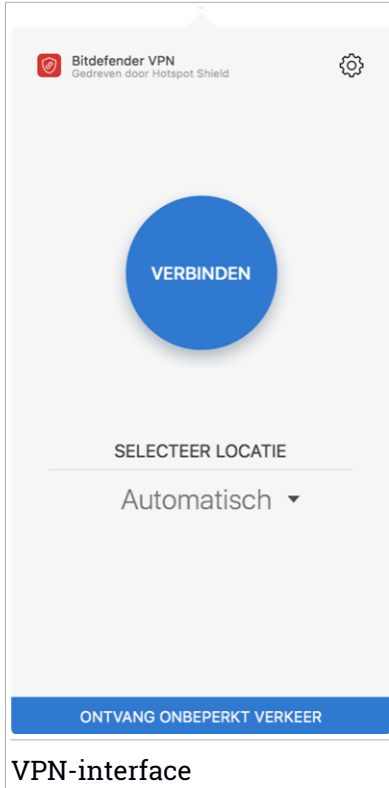 Bitdefender VPN
Gedreven door Hotspot Shield
VERBINDEN
SELECTEER LOCATIE
Automatisch
ONTVANG ONBEPERKT VERKEER
VPN-interface